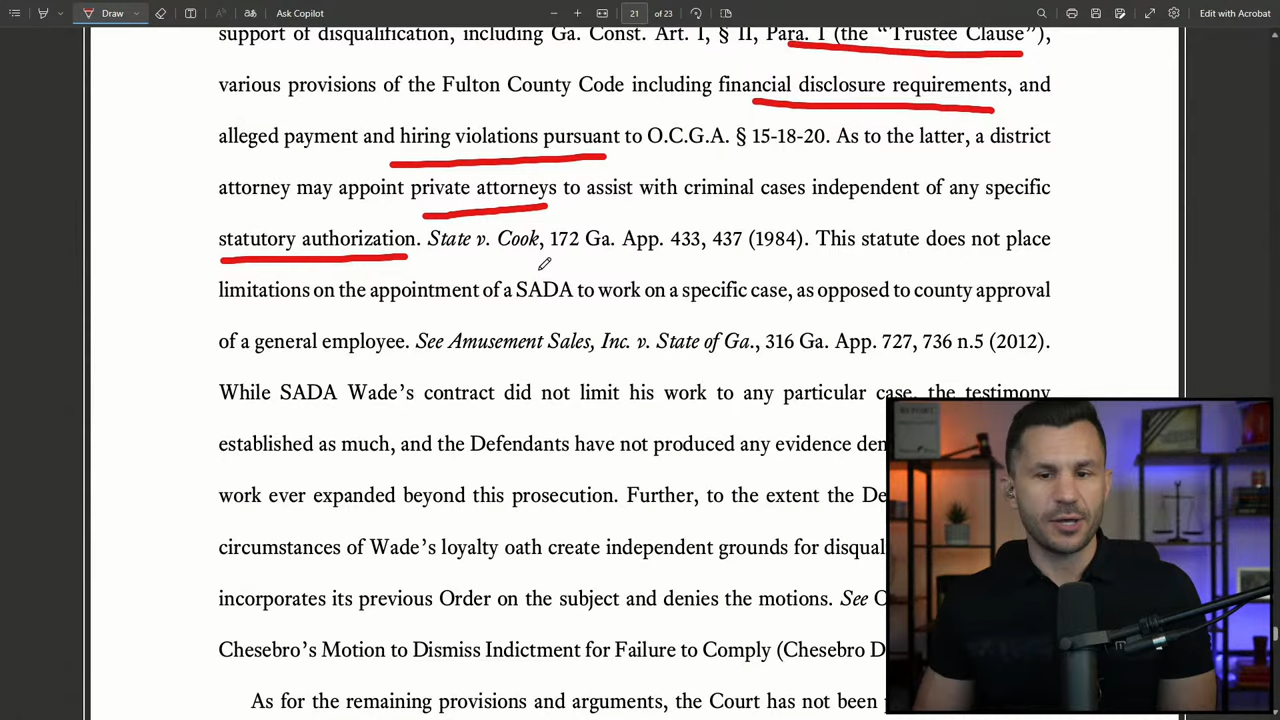 Draw
Ask Copilot
21 of 23
Edit with Acrobat
support of disqualification, including Ga. Const. Art. I, § II, Para. I (the “Trustee Clause”),
various provisions of the Fulton County Code including financial disclosure requirements, and
alleged payment and hiring violations pursuant to O.C.G.A. § 15-18-20. As to the latter, a district
attorney may appoint private attorneys to assist with criminal cases independent of any specific
statutory authorization. State v. Cook, 172 Ga. App. 433, 437 (1984). This statute does not place
limitations on the appointment of a SADA to work on a specific case, as opposed to county approval
of a general employee. See Amusement Sales, Inc. v. State of Ga., 316 Ga. App. 727, 736 n.5 (2012).
While SADA Wade’s contract did not limit his work to any particular case, the testimony
established as much, and the Defendants have not produced any evidence
work ever expanded beyond this prosecution. Further, to the extent the
circumstances of Wade’s loyalty oath create independent grounds for
incorporates its previous Order on the subject and denies the motions. See
Chesebro’s Motion to Dismiss Indictment for Failure to Comply (Chesebro
As for the remaining provisions and arguments, the Court has not been